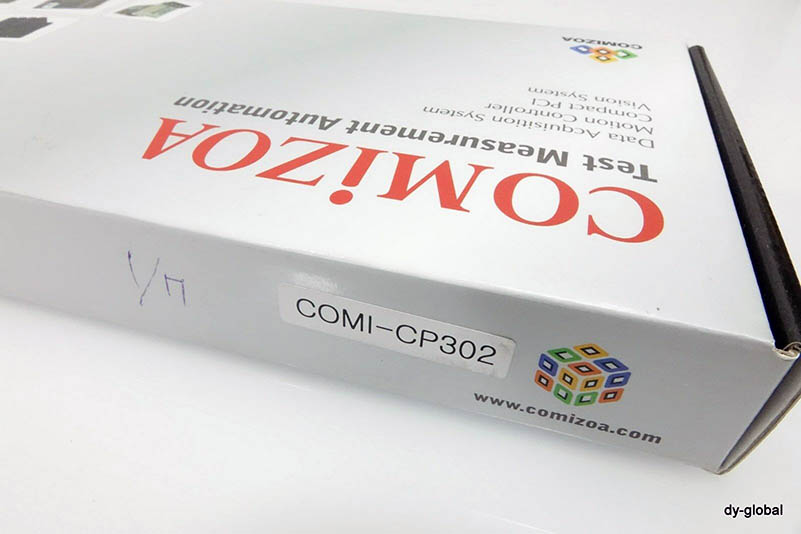 COMiZOA
Test Measurement Automation
Data Acquisition System
Motion Controller
Compact PCI
Vision System
COMIZOA
COMI-CP302
www.comizoa.com
dy-global